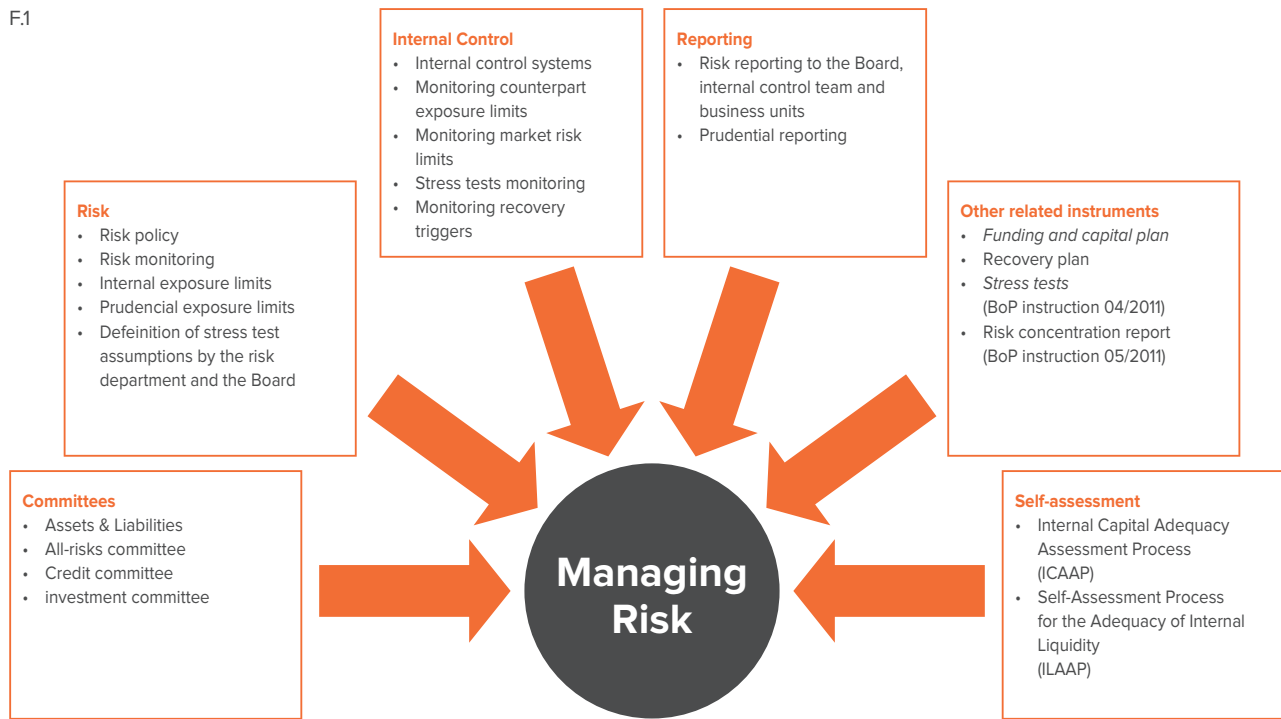 F.1
Internal Control
• Internal control systems
• Monitoring counterpart
exposure limits
• Monitoring market risk
limits
• Stress tests monitoring
• Monitoring recovery
triggers
Reporting
• Risk reporting to the Board,
internal control team and
business units
• Prudential reporting
Risk
• Risk policy
• Risk monitoring
• Internal exposure limits
• Prudencial exposure limits
• Defeinition of stress test
assumptions by the risk
department and the Board
Other related instruments
• Funding and capital plan
• Recovery plan
• Stress tests
(BoP instruction 04/2011)
• Risk concentration report
(BoP instruction 05/2011)
Committees
• Assets & Liabilities
• All-risks committee
• Credit committee
• investment committee
Managing
Risk
Self-assessment
• Internal Capital Adequacy
Assessment Process
(ICAAP)
• Self-Assessment Process
for the Adequacy of Internal
Liquidity
(ILAAP)